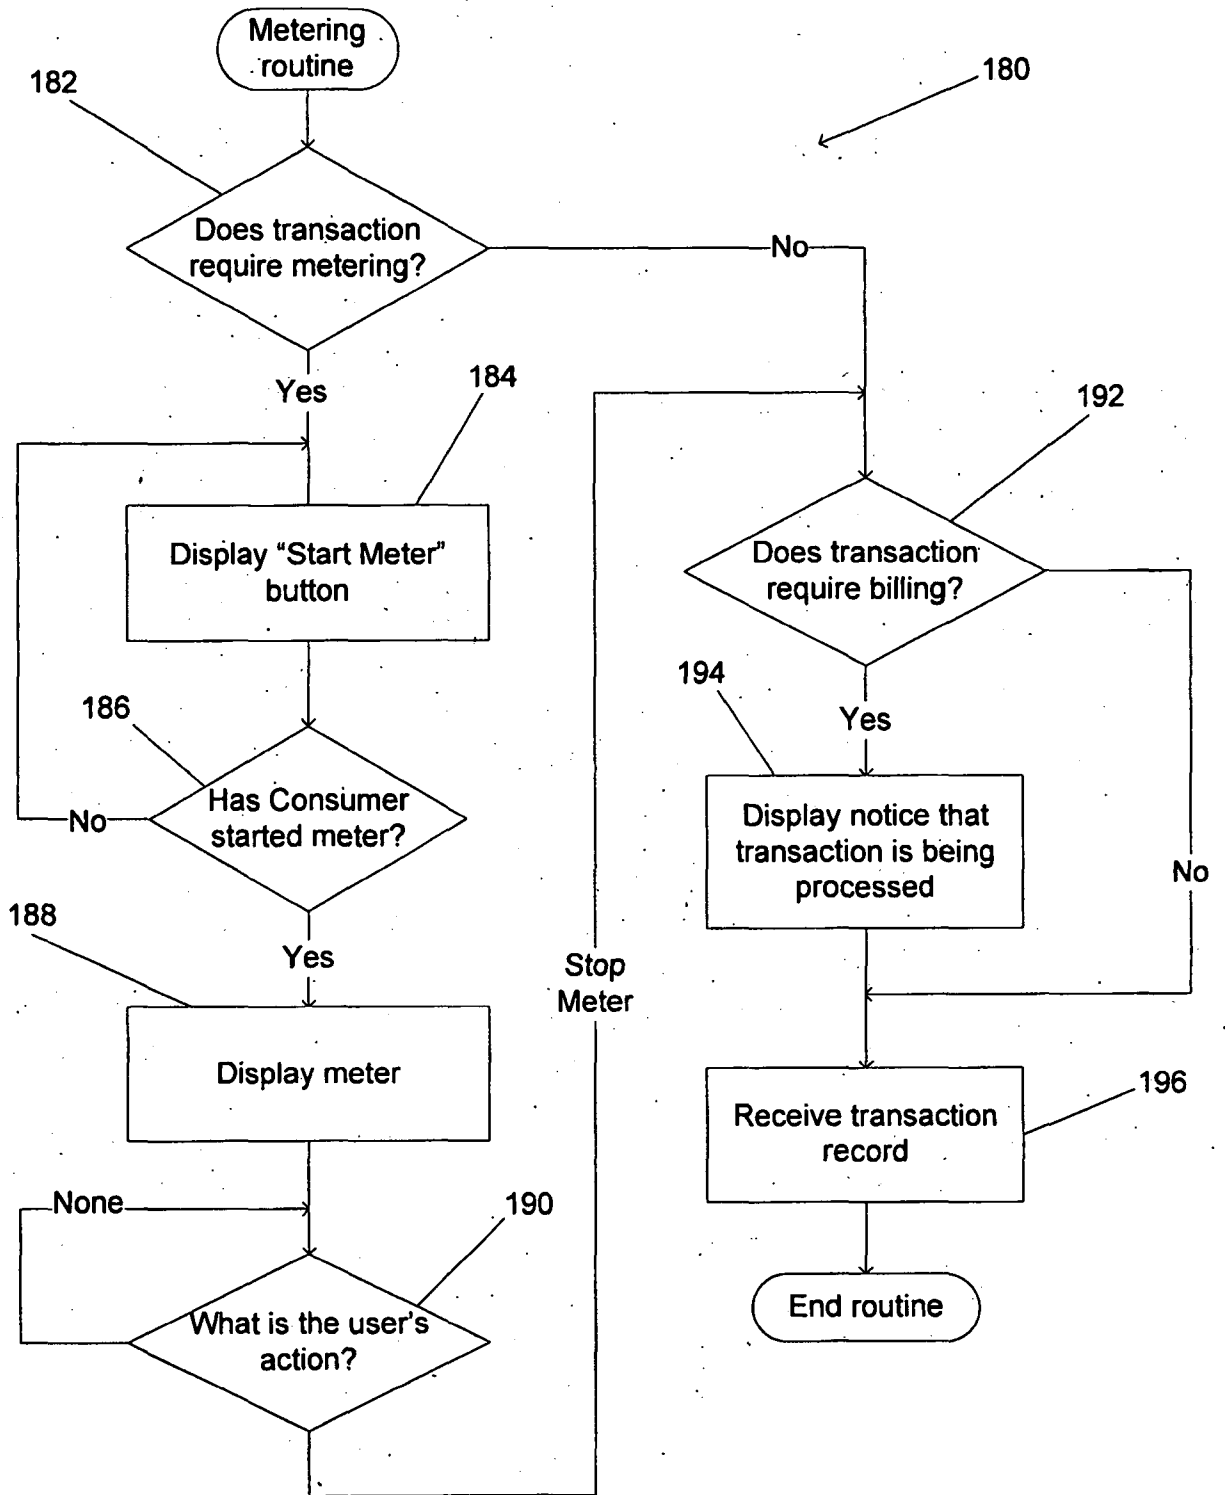 Metering
routine
180
182
Does transaction
require metering?
No
Yes
184
192
Display “Start Meter”
button
Does transaction
require billing?
186
194
Yes
Has Consumer
started meter?
No
Display notice that
transaction is being
processed
No
188
Yes
Stop
Meter
Display meter
196
Receive transaction
record
None
190
What is the user's
action?
End routine